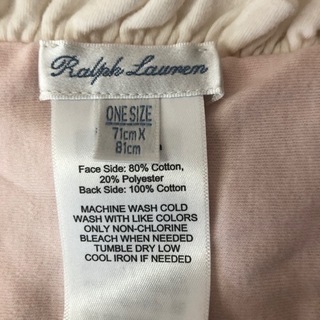 Ralph Lauren
ONE SIZE
71cm X
81cm
Face Side: 80% Cotton,
20% Polyester
Back Side: 100% Cotton
MACHINE WASH COLD
WASH WITH LIKE COLORS
ONLY NON-CHLORINE
BLEACH WHEN NEEDED
TUMBLE DRY LOW
COOL IRON IF NEEDED